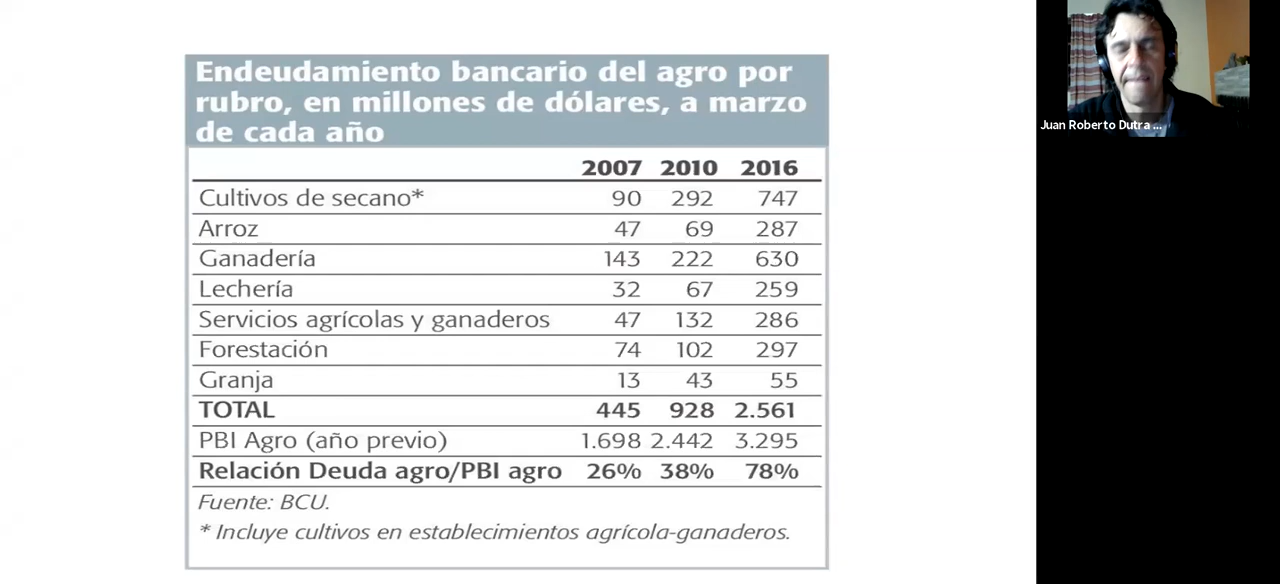 Endeudamiento bancario del agro por
rubro, en millones de dólares, a marzo
de cada año
2007 2010 2016
Cultivos de secano* 90 292 747
Arroz 47 69 287
Ganadería 143 222 630
Lechería 32 67 259
Servicios agrícolas y ganaderos 47 132 286
Forestación 74 102 297
Granja 13 43 55
TOTAL 445 928 2.561
PBI Agro (año previo) 1.698 2.442 3.295
Relación Deuda agro/PBI agro 26% 38% 78%
Fuente: BCU.
* Incluye cultivos en establecimientos agrícola-ganaderos.
Juan Roberto Dutra ...